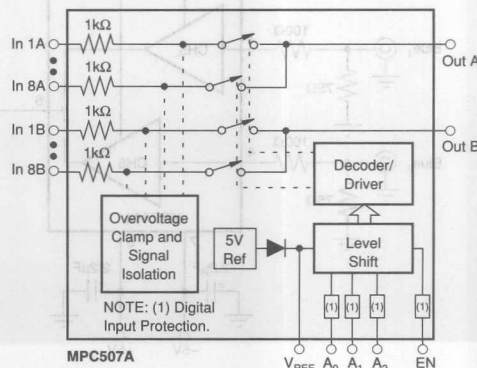 1kΩ
In 1A
Out A
1kΩ
In 8A
1kΩ
In 1B
Out B
1kΩ
In 8B
Decoder/
Driver
Overvoltage
Clamp and
Signal
Isolation
5V
Ref
Level
Shift
NOTE: (1) Digital
Input Protection.
(1) (1) (1) (1)
MPC507A
VREF A0 A1 A2 EN